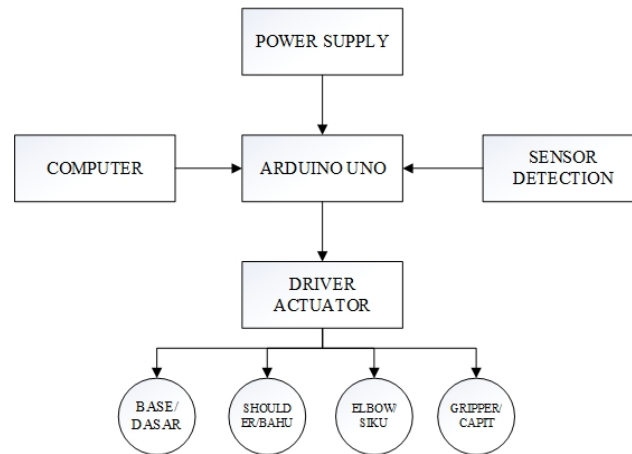 POWER SUPPLY
COMPUTER
ARDUINO UNO
SENSOR
DETECTION
DRIVER
ACTUATOR
BASE/
DASAR
SHOULD
ER/BAHU
ELBOW/
SIKU
GRIPPER/
CAPIT